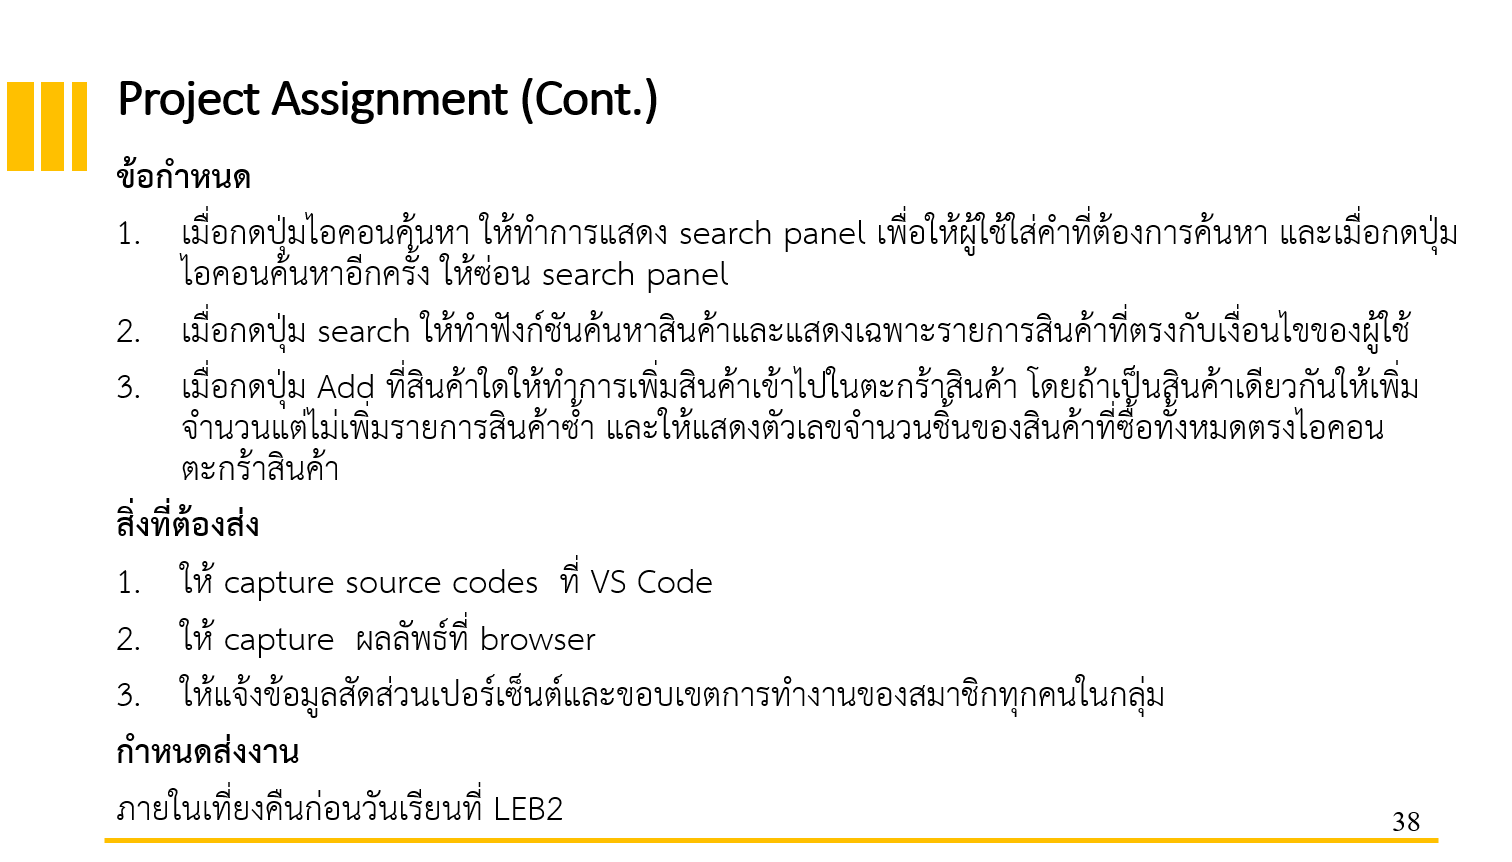 Project Assignment (Cont.)
ข้อกำหนด
1. เมื่อกดปุ่มไอคอนค้นหา ให้ทำการแสดง search panel เพื่อให้ผู้ใช้ใส่คำที่ต้องการค้นหา และเมื่อกดปุ่ม
ไอคอนค้นหาอีกครั้ง ให้ซ่อน search panel
2. เมื่อกดปุ่ม search ให้ทำฟังก์ชันค้นหาสินค้าและแสดงเฉพาะรายการสินค้าที่ตรงกับเงื่อนไขของผู้ใช้
3. เมื่อกดปุ่ม Add ที่สินค้าใดให้ทำการเพิ่มสินค้าเข้าไปในตะกร้าสินค้า โดยถ้าเป็นสินค้าเดียวกันให้เพิ่ม
จำนวนแต่ไม่เพิ่มรายการสินค้าซ้ำ และให้แสดงตัวเลขจำนวนชิ้นของสินค้าที่ซื้อทั้งหมดตรงไอคอน
ตะกร้าสินค้า
สิ่งที่ต้องส่ง
1. ให้ capture source codes ที่ VS Code
2. ให้ capture ผลลัพธ์ที่ browser
3. ให้แจ้งข้อมูลสัดส่วนเปอร์เซ็นต์และขอบเขตการทำงานของสมาชิกทุกคนในกลุ่ม
กำหนดส่งงาน
ภายในเที่ยงคืนก่อนวันเรียนที่ LEB2
38